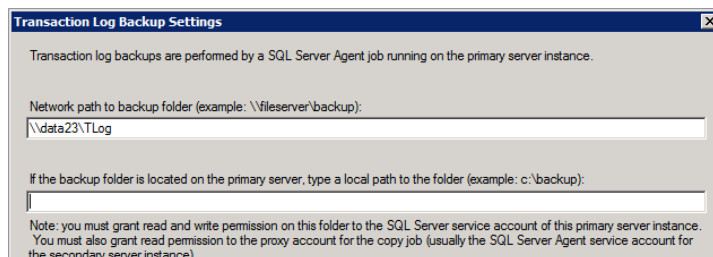 Transaction Log Backup Settings
Transaction log backups are performed by a SQL Server Agent job running on the primary server instance.
Network path to backup folder (example: \\fileserver\backup):
\\data23\TLog
If the backup folder is located on the primary server, type a local path to the folder (example: c:\backup):
Note: you must grant read and write permission on this folder to the SQL Server service account of this primary server instance.
You must also grant read permission to the proxy account for the copy job (usually the SQL Server Agent service account for
the secondary server instance)